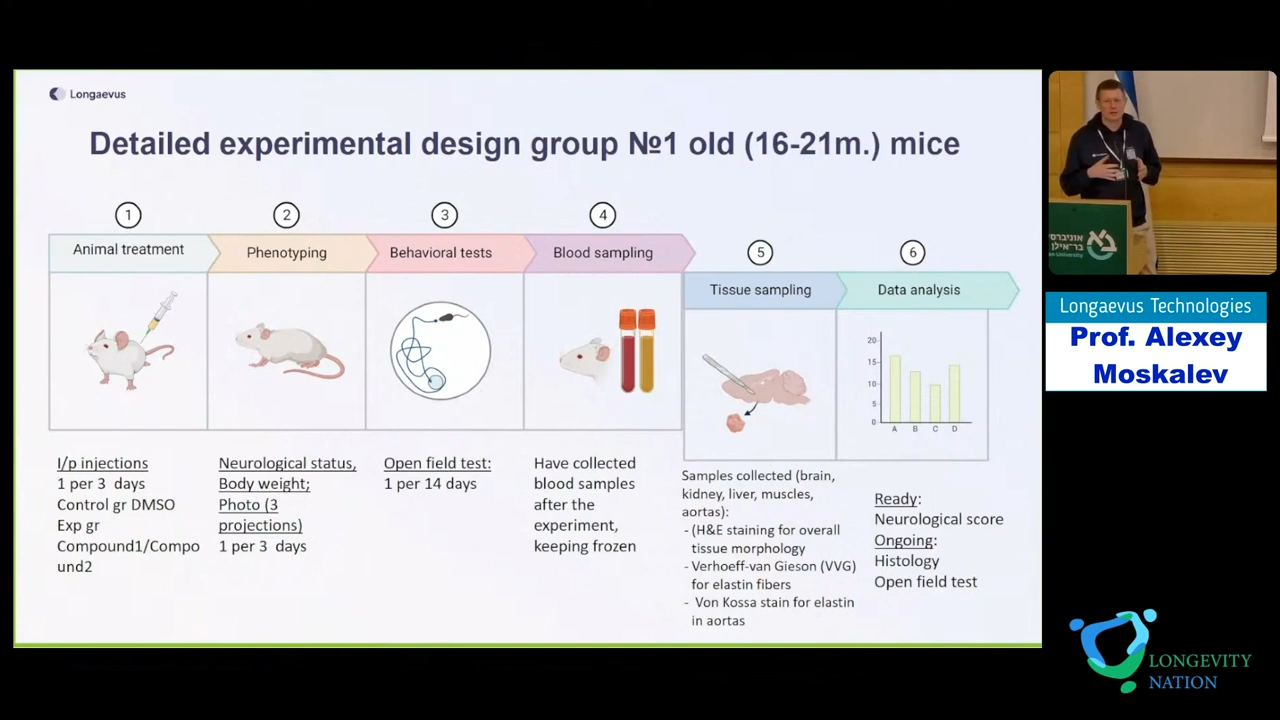 Longaevus
Detailed experimental design group №1 old (16-21m.) mice
1
2
3
4
5
6
Animal treatment
Phenotyping
Behavioral tests
Blood sampling
Tissue sampling
Data analysis
20
15
10
5
0
A B C D
I/p injections
1 per 3 days
Control gr DMSO
Exp gr
Compound1/Compo
und2
Neurological status,
Body weight;
Photo (3
projections)
1 per 3 days
Open field test:
1 per 14 days
Have collected
blood samples
after the
experiment,
keeping frozen
Samples collected (brain,
kidney, liver, muscles,
aortas):
- (H&E staining for overall
tissue morphology
- Verhoeff-van Gieson (VVG)
for elastin fibers
- Von Kossa stain for elastin
in aortas
Ready:
Neurological score
Ongoing:
Histology
Open field test
Longaevus Technologies
Prof. Alexey
Moskalev
LONGEVITY
NATION